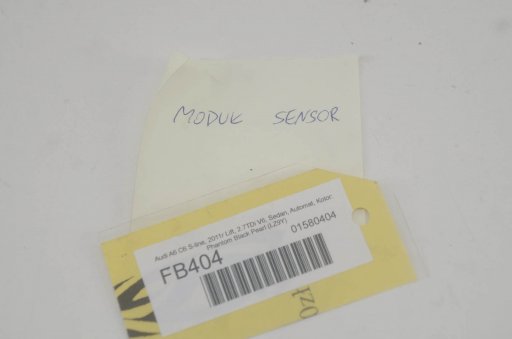 MODUK SENSOR
Audi A6 C6 S-line, 2011r Lift, 2.7TDi V6, Sedan, Automat, Kolor:
Phantom Black Pearl (LZ9Y)
FB404
01580404